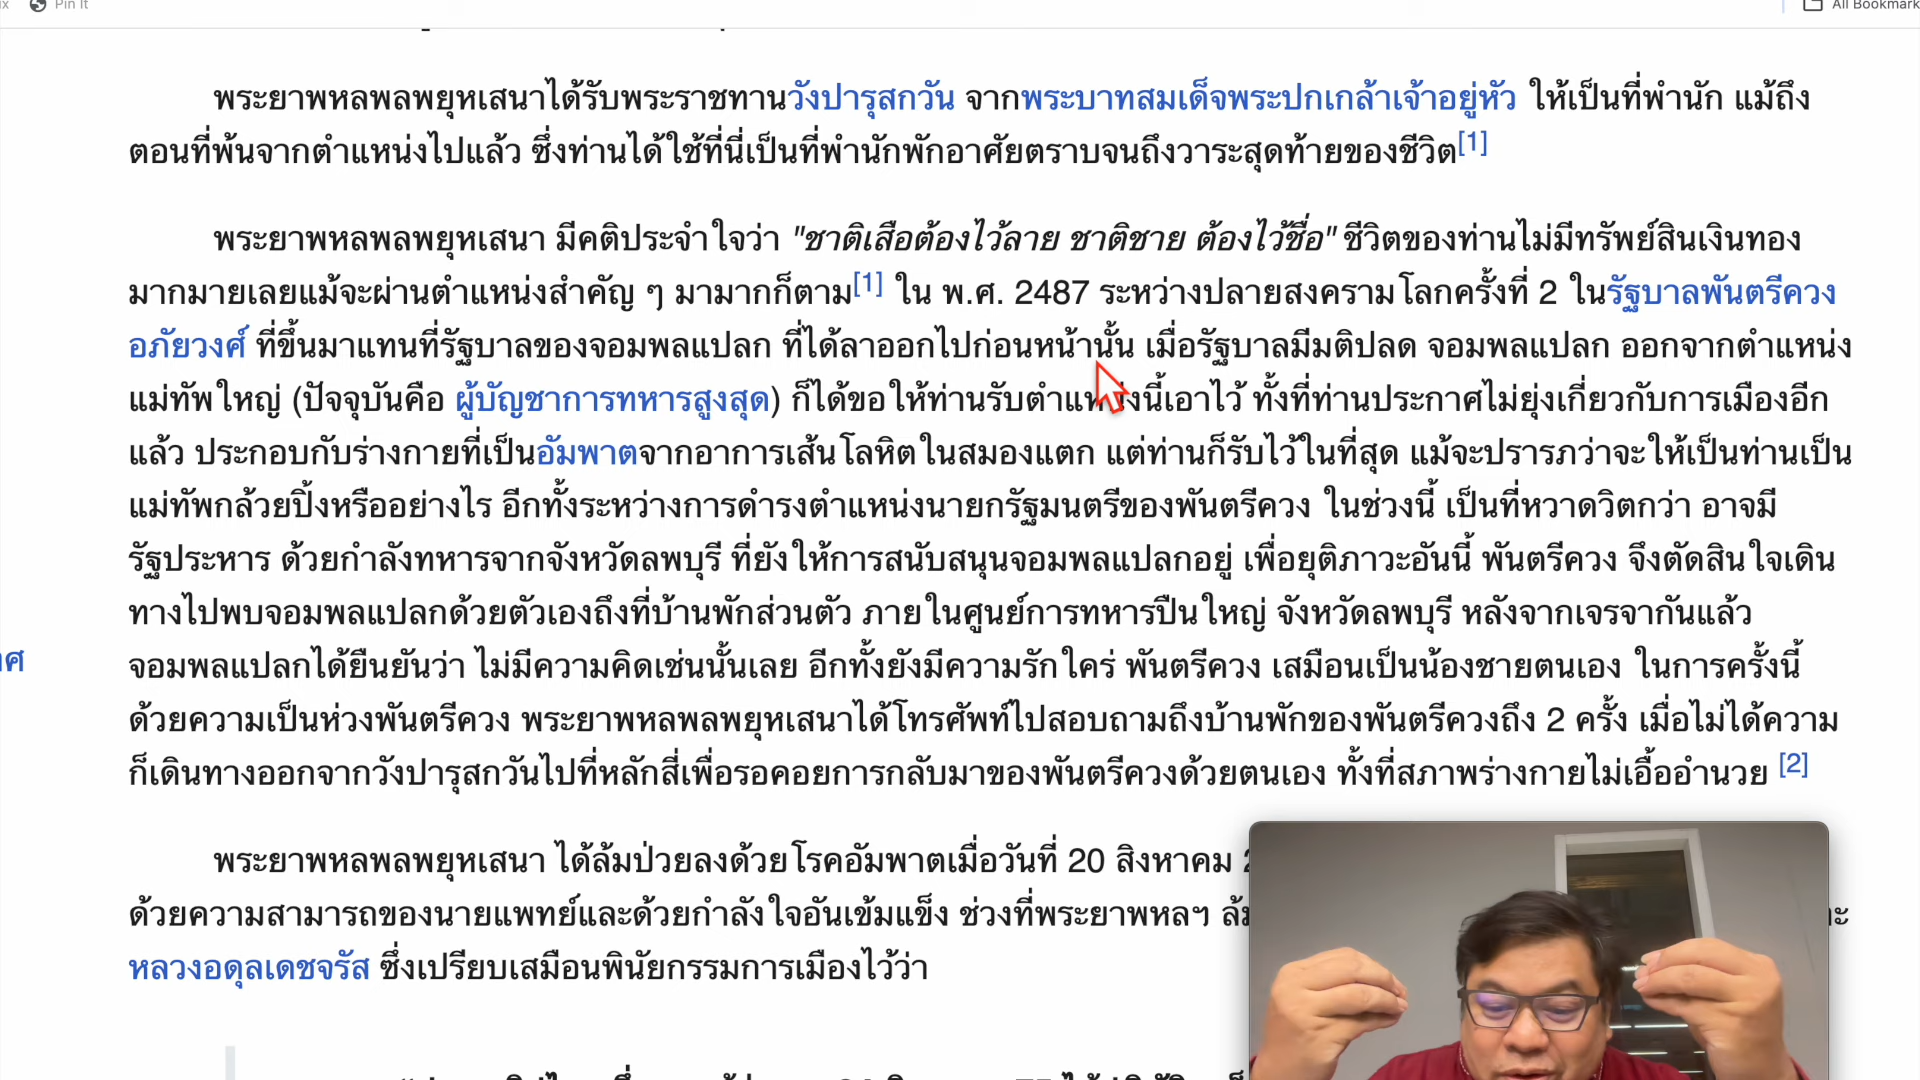 Pin It
All Bookmark
พระยาพหลพลพยุหเสนาได้รับพระราชทานวังปารุสกวัน จากพระบาทสมเด็จพระปกเกล้าเจ้าอยู่หัว ให้เป็นที่พำนัก แม้ถึง
ตอนที่พ้นจากตำแหน่งไปแล้ว ซึ่งท่านได้ใช้ที่นี่เป็นที่พำนักพักอาศัยตราบจนถึงวาระสุดท้ายของชีวิต[1]
พระยาพหลพลพยุหเสนา มีคติประจำใจว่า "ชาติเสือต้องไว้ลาย ชาติชาย ต้องไว้ชื่อ" ชีวิตของท่านไม่มีทรัพย์สินเงินทอง
มากมายเลยแม้จะผ่านตำแหน่งสำคัญ ๆ มามากก็ตาม[1] ใน พ.ศ. 2487 ระหว่างปลายสงครามโลกครั้งที่ 2 ในรัฐบาลพันตรีควง
อภัยวงศ์ ที่ขึ้นมาแทนที่รัฐบาลของจอมพลแปลก ที่ได้ลาออกไปก่อนหน้านั้น เมื่อรัฐบาลมีมติปลด จอมพลแปลก ออกจากตำแหน่ง
แม่ทัพใหญ่ (ปัจจุบันคือ ผู้บัญชาการทหารสูงสุด) ก็ได้ขอให้ท่านรับตำแหน่งนี้เอาไว้ ทั้งที่ท่านประกาศไม่ยุ่งเกี่ยวกับการเมืองอีก
แล้ว ประกอบกับร่างกายที่เป็นอัมพาตจากอาการเส้นโลหิตในสมองแตก แต่ท่านก็รับไว้ในที่สุด แม้จะปรารภว่าจะให้เป็นท่านเป็น
แม่ทัพกล้วยปิ้งหรืออย่างไร อีกทั้งระหว่างการดำรงตำแหน่งนายกรัฐมนตรีของพันตรีควง ในช่วงนี้ เป็นที่หวาดวิตกว่า อาจมี
รัฐประหาร ด้วยกำลังทหารจากจังหวัดลพบุรี ที่ยังให้การสนับสนุนจอมพลแปลกอยู่ เพื่อยุติภาวะอันนี้ พันตรีควง จึงตัดสินใจเดิน
ทางไปพบจอมพลแปลกด้วยตัวเองถึงที่บ้านพักส่วนตัว ภายในศูนย์การทหารปืนใหญ่ จังหวัดลพบุรี หลังจากเจรจากันแล้ว
จอมพลแปลกได้ยืนยันว่า ไม่มีความคิดเช่นนั้นเลย อีกทั้งยังมีความรักใคร่ พันตรีควง เสมือนเป็นน้องชายตนเอง ในการครั้งนี้
ด้วยความเป็นห่วงพันตรีควง พระยาพหลพลพยุหเสนาได้โทรศัพท์ไปสอบถามถึงบ้านพักของพันตรีควงถึง 2 ครั้ง เมื่อไม่ได้ความ
ก็เดินทางออกจากวังปารุสกวันไปที่หลักสี่เพื่อรอคอยการกลับมาของพันตรีควงด้วยตนเอง ทั้งที่สภาพร่างกายไม่เอื้ออำนวย [2]
พระยาพหลพลพยุหเสนา ได้ล้มป่วยลงด้วยโรคอัมพาตเมื่อวันที่ 20 สิงหาคม
ด้วยความสามารถของนายแพทย์และด้วยกำลังใจอันเข้มแข็ง ช่วงที่พระยาพหลฯ
หลวงอดุลเดชจรัส ซึ่งเปรียบเสมือนพินัยกรรมการเมืองไว้ว่า